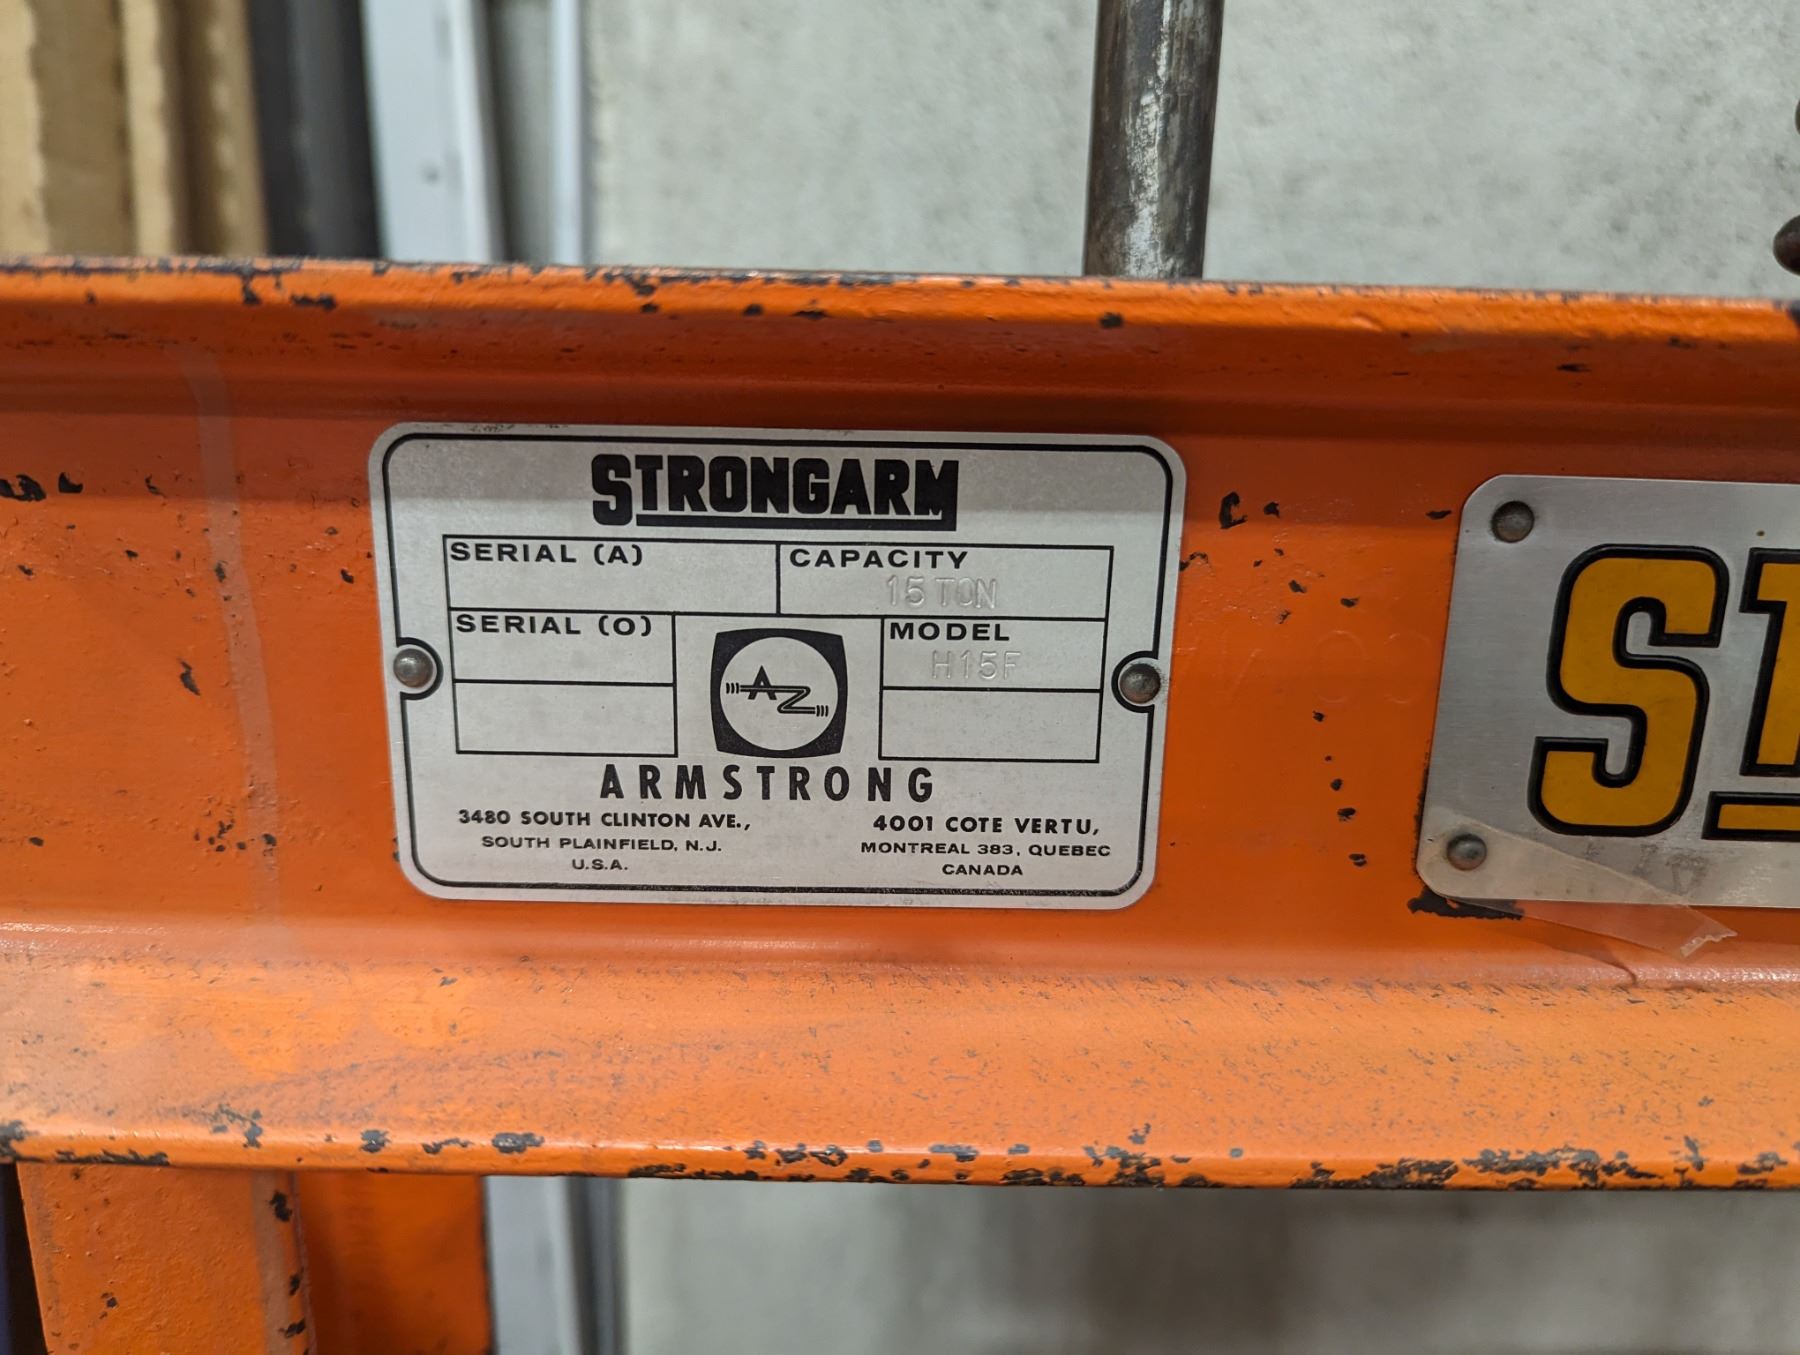 STRONGARM
SERIAL (A)
CAPACITY
15 TON
SERIAL (O)
MODEL
H15F
AZ
ARMSTRONG
3480 SOUTH CLINTON AVE.,
SOUTH PLAINFIELD, N.J.
U.S.A.
4001 COTE VERTU,
MONTREAL 383, QUEBEC
CANADA
ST